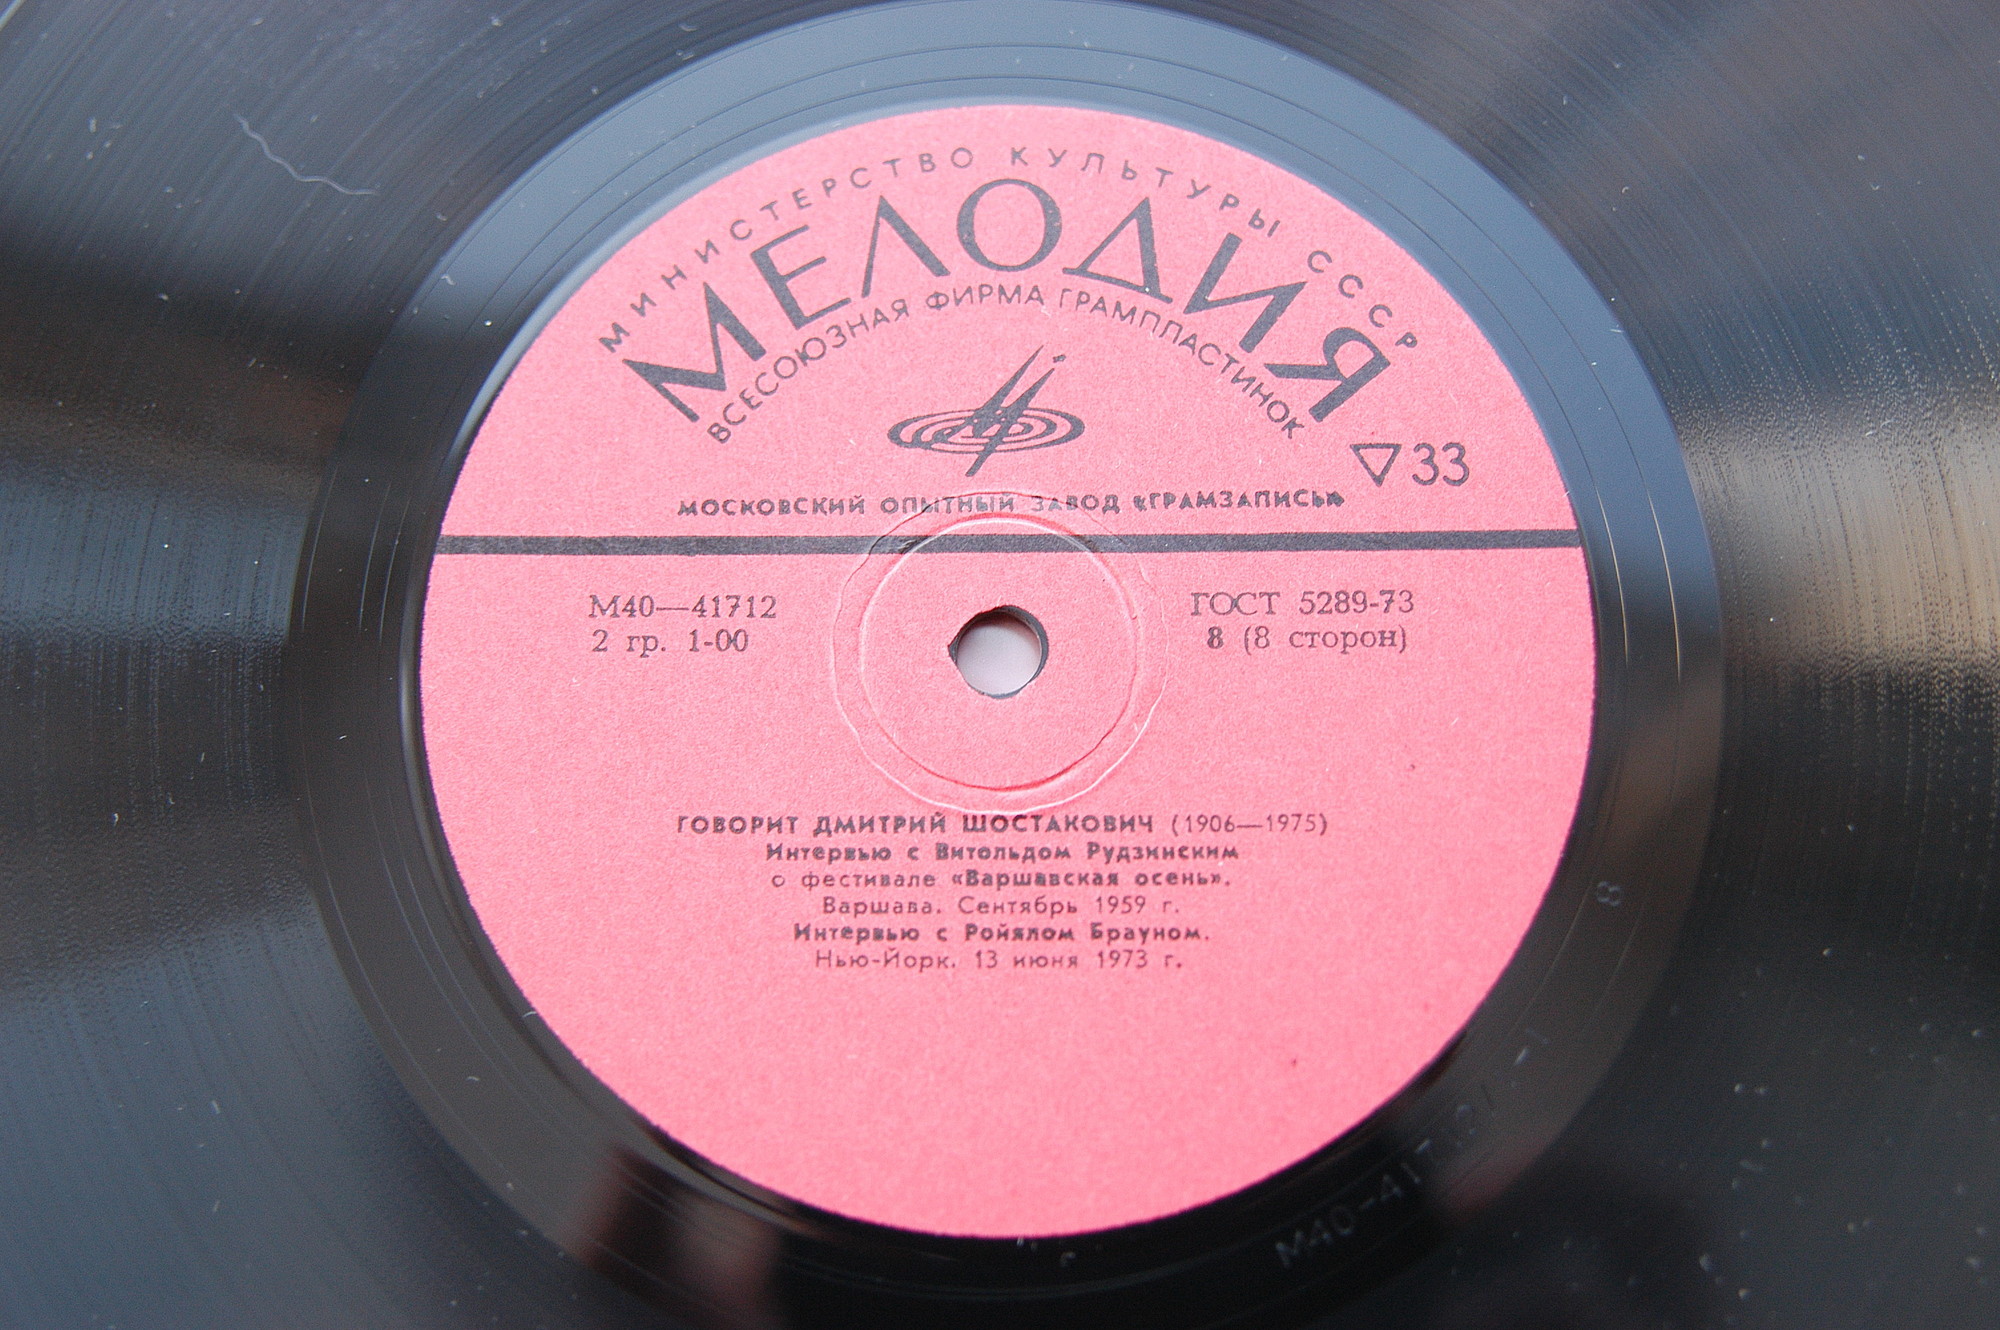 МИНИСТЕРСТВО КУЛЬТУРЫ СССР
МЕЛОДИЯ
ВСЕСОЮЗНАЯ ФИРМА ГРАМПЛАСТИНОК
33
МОСКОВСКИЙ ОПЫТНЫЙ ЗАВОД «ГРАМЗАПИСЬ»
М40—41712 ГОСТ 5289-73
2 гр. 1-00 8 (8 сторон)
ГОВОРИТ ДМИТРИЙ ШОСТАКОВИЧ (1906—1975)
Интервью с Витольдом Рудзинским
о фестивале «Варшавская осень».
Варшава. Сентябрь 1959 г.
Интервью с Ройялом Брауном.
Нью-Йорк. 13 июня 1973 г.
8